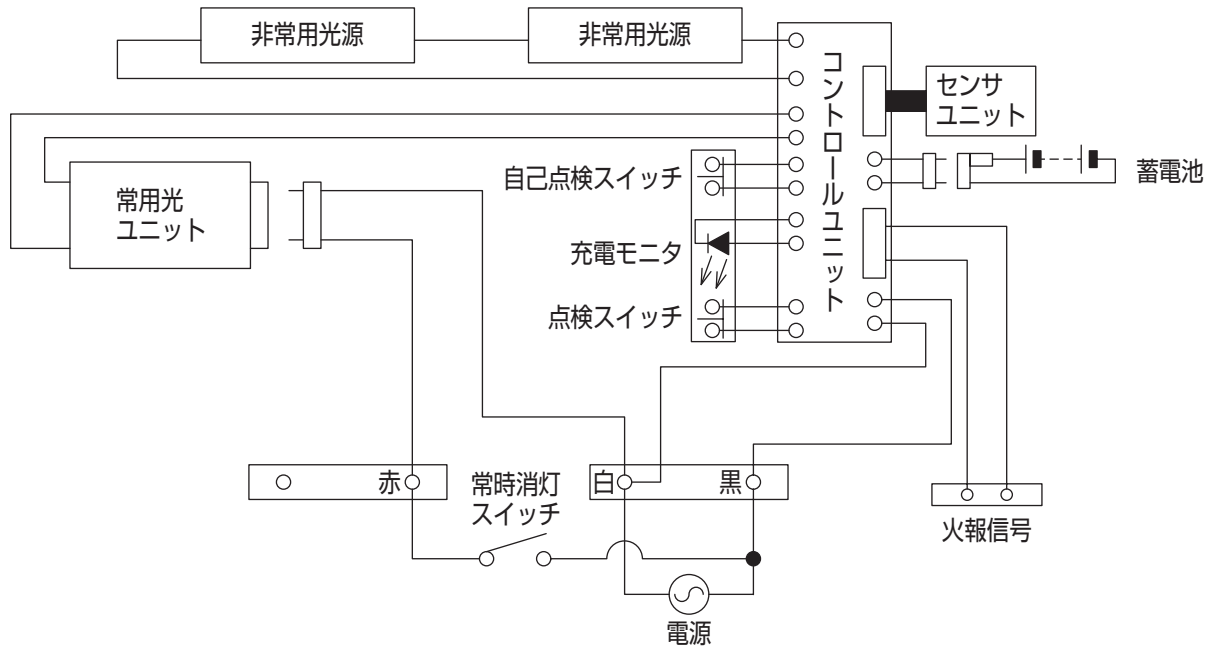 非常用光源
非常用光源
コントロールユニット
センサ
ユニット
蓄電池
自己点検スイッチ
常用光
ユニット
充電モニタ
点検スイッチ
赤
常時消灯
スイッチ
白
黒
火報信号
電源